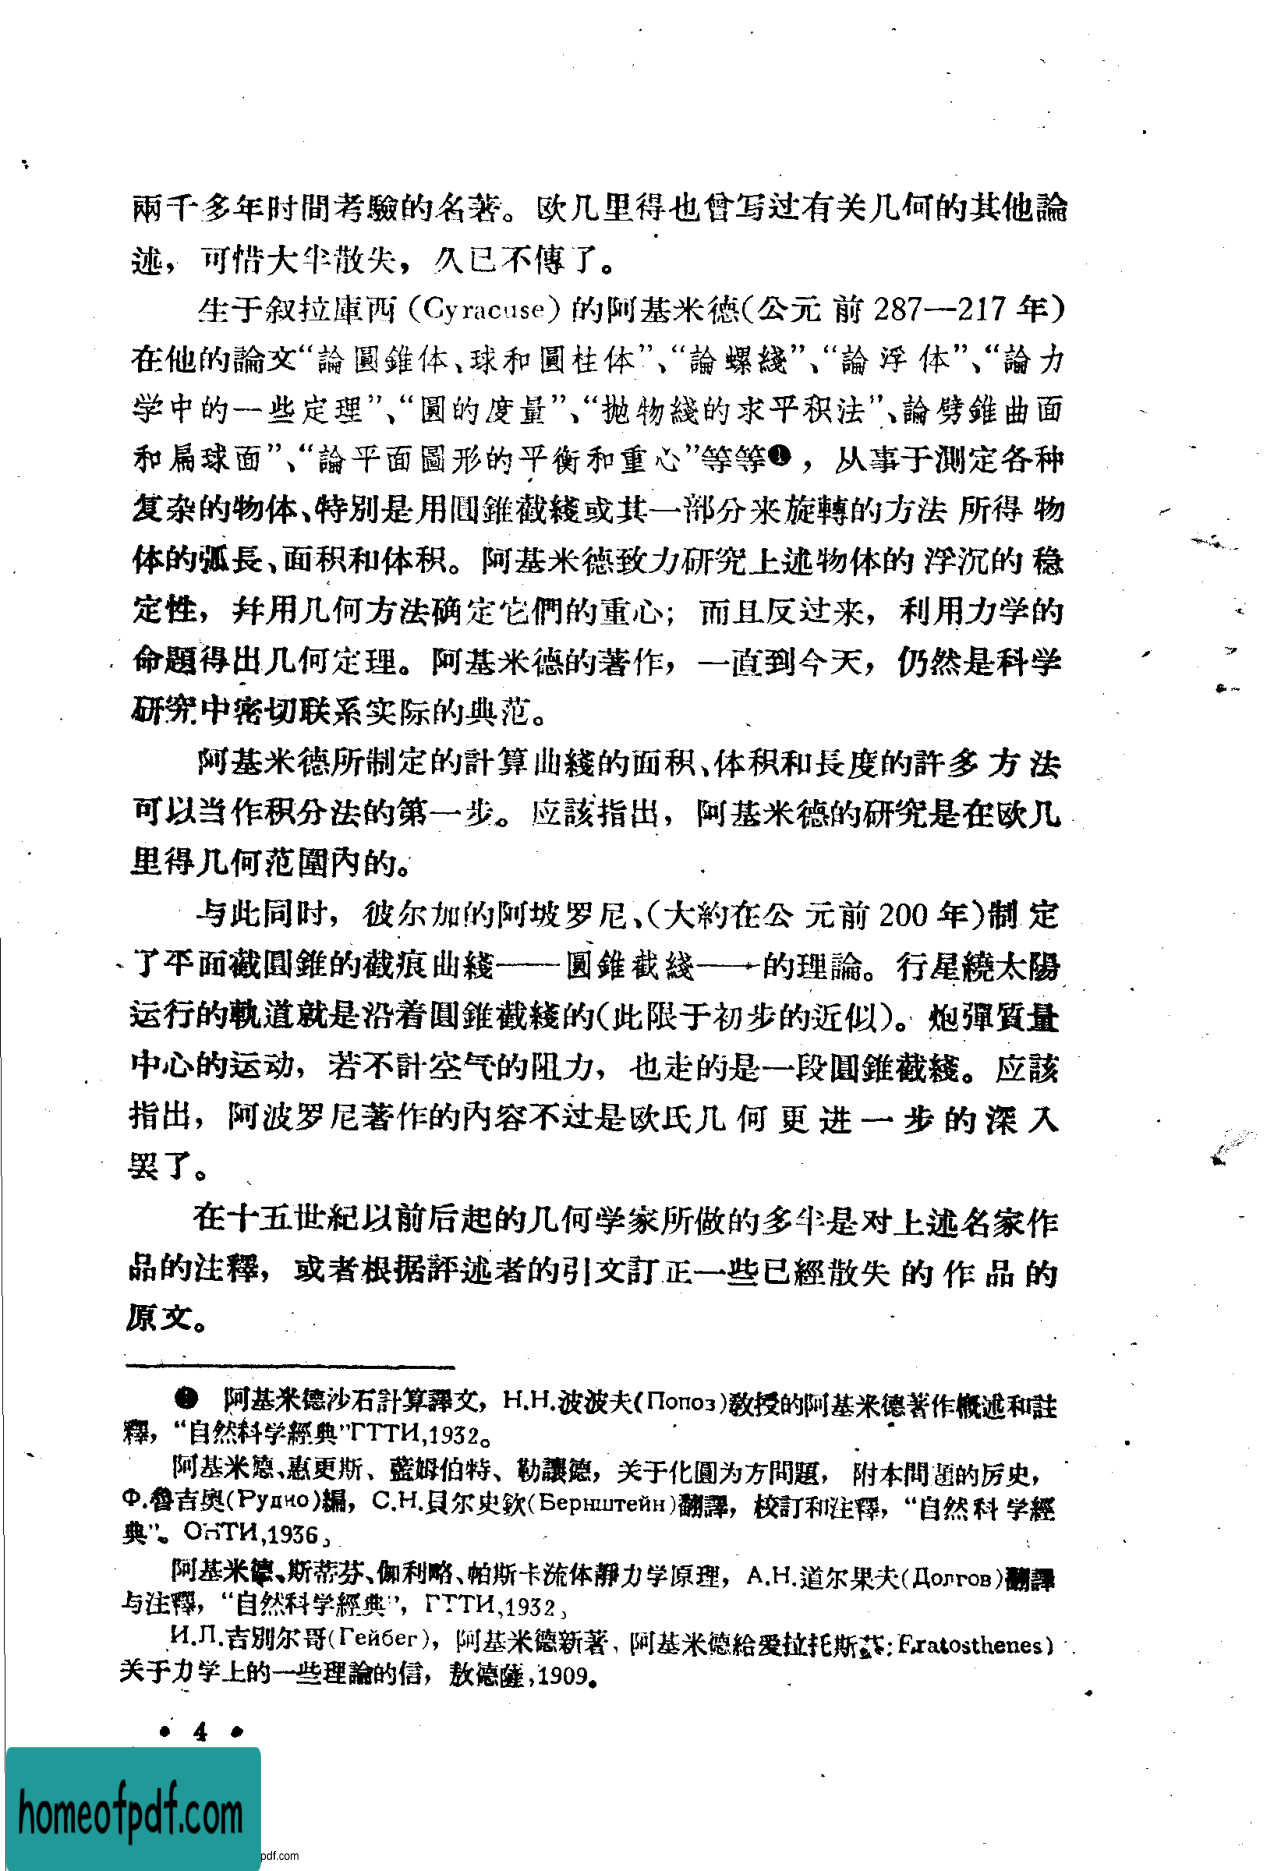 兩千多年时間考驗的名著。欧几里得也曾写过有关几何的其他論
述，可惜大半散失，久已不傳了。
生于叙拉庫西（Cyracuse）的阿基米德（公元前287—217年）
在他的論文“論圓錐体、球和圓柱体”、“論螺綫”、“論浮体”、“論力
学中的一些定理”、“圓的度量”、“抛物綫的求平积法”、論劈錐曲面
和扁球面”、“論平面圖形的平衡和重心”等等❶，从事于測定各种
复杂的物体、特別是用圓錐截綫或其一部分来旋轉的方法所得物
体的弧長、面积和体积。阿基米德致力研究上述物体的浮沉的稳
定性，幷用几何方法确定它們的重心；而且反过来，利用力学的
命題得出几何定理。阿基米德的著作，一直到今天，仍然是科学
研究中密切联系实际的典范。
阿基米德所制定的計算曲綫的面积、体积和長度的許多方法
可以当作积分法的第一步。应該指出，阿基米德的研究是在欧几
里得几何范圍內的。
与此同时，彼尔加的阿坡罗尼、（大約在公元前200年）制定
了平面截圓錐的截痕曲綫——圓錐截綫——的理論。行星繞太陽
运行的軌道就是沿着圓錐截綫的（此限于初步的近似）。炮彈質量
中心的运动，若不計空气的阻力，也走的是一段圓錐截綫。应該
指出，阿波罗尼著作的内容不过是欧氏几何更进一步的深入
罢了。
在十五世紀以前后起的几何学家所做的多半是对上述名家作
品的注釋，或者根据評述者的引文訂正一些已經散失的作品的
原文。
❶ 阿基米德沙石計算譯文，Н.Н.波波夫(Попоз)敎授的阿基米德著作概述和註
釋，“自然科学經典”ГТТИ,1932。
阿基米德、惠更斯、藍姆伯特、勒讓德，关于化圓为方問題，附本問題的历史，
Ф.魯吉奧(Рудио)編，С.Н.貝尔史欽(Бернштейн)翻譯，校訂和注釋，“自然科学經
典”。ОНТИ,1936。
阿基米德、斯蒂芬、伽利略、帕斯卡流体靜力学原理，А.Н.道尔果夫(Долгов)翻譯
与注釋，“自然科学經典”，ГТТИ,1932。
И.Л.吉別尔哥(Гейбег)，阿基米德新著，阿基米德給爱拉托斯(Eratosthenes)
关于力学上的一些理論的信，敖德薩,1909。
• 4 •
homeofpdf.com
pdf.com